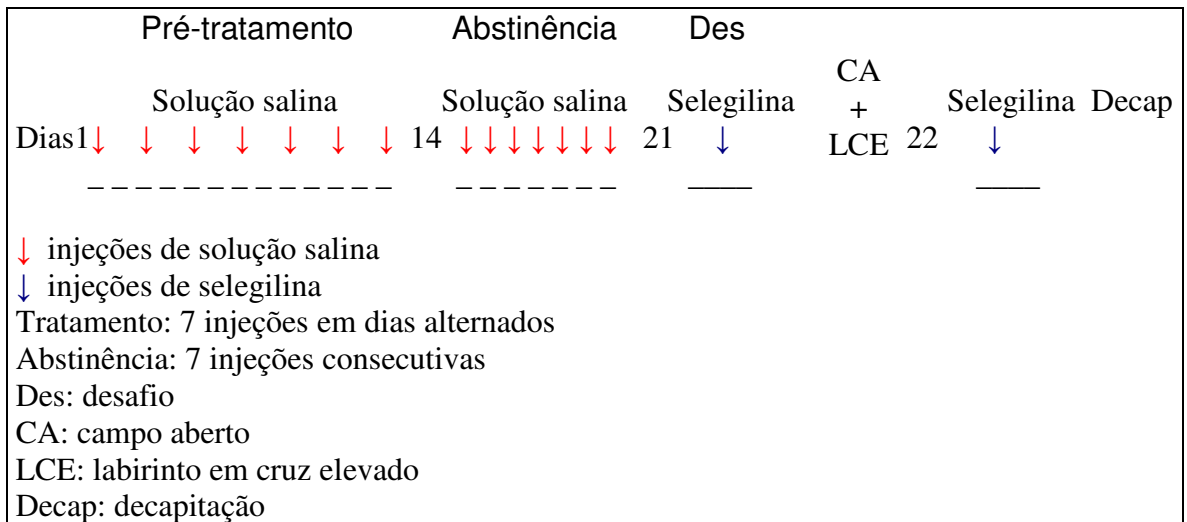 Pré-tratamento Abstinência Des
CA
Solução salina Solução salina Selegilina + Selegilina Decap
Dias1↓ ↓ ↓ ↓ ↓ ↓ ↓ 14 ↓↓↓↓↓↓↓ 21 ↓ LCE 22 ↓
↓ injeções de solução salina
↓ injeções de selegilina
Tratamento: 7 injeções em dias alternados
Abstinência: 7 injeções consecutivas
Des: desafio
CA: campo aberto
LCE: labirinto em cruz elevado
Decap: decapitação